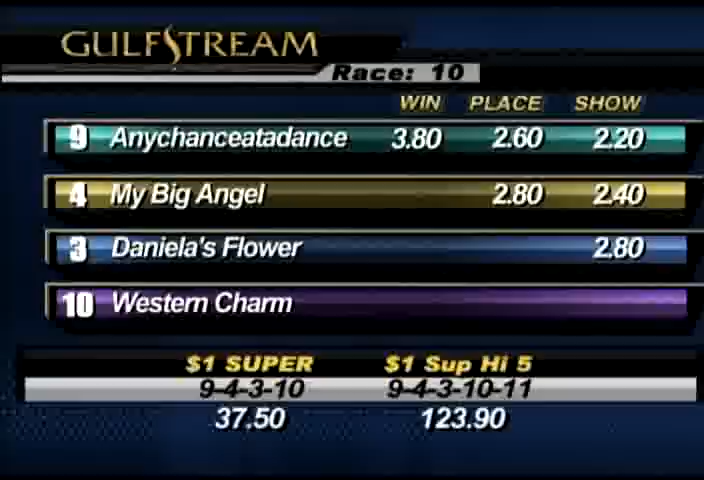 GULFSTREAM
Race: 10
WIN PLACE SHOW
9 Anychanceatadance 3.80 2.60 2.20
4 My Big Angel 2.80 2.40
3 Daniela's Flower 2.80
10 Western Charm
$1 SUPER $1 Sup Hi 5
9-4-3-10 9-4-3-10-11
37.50 123.90